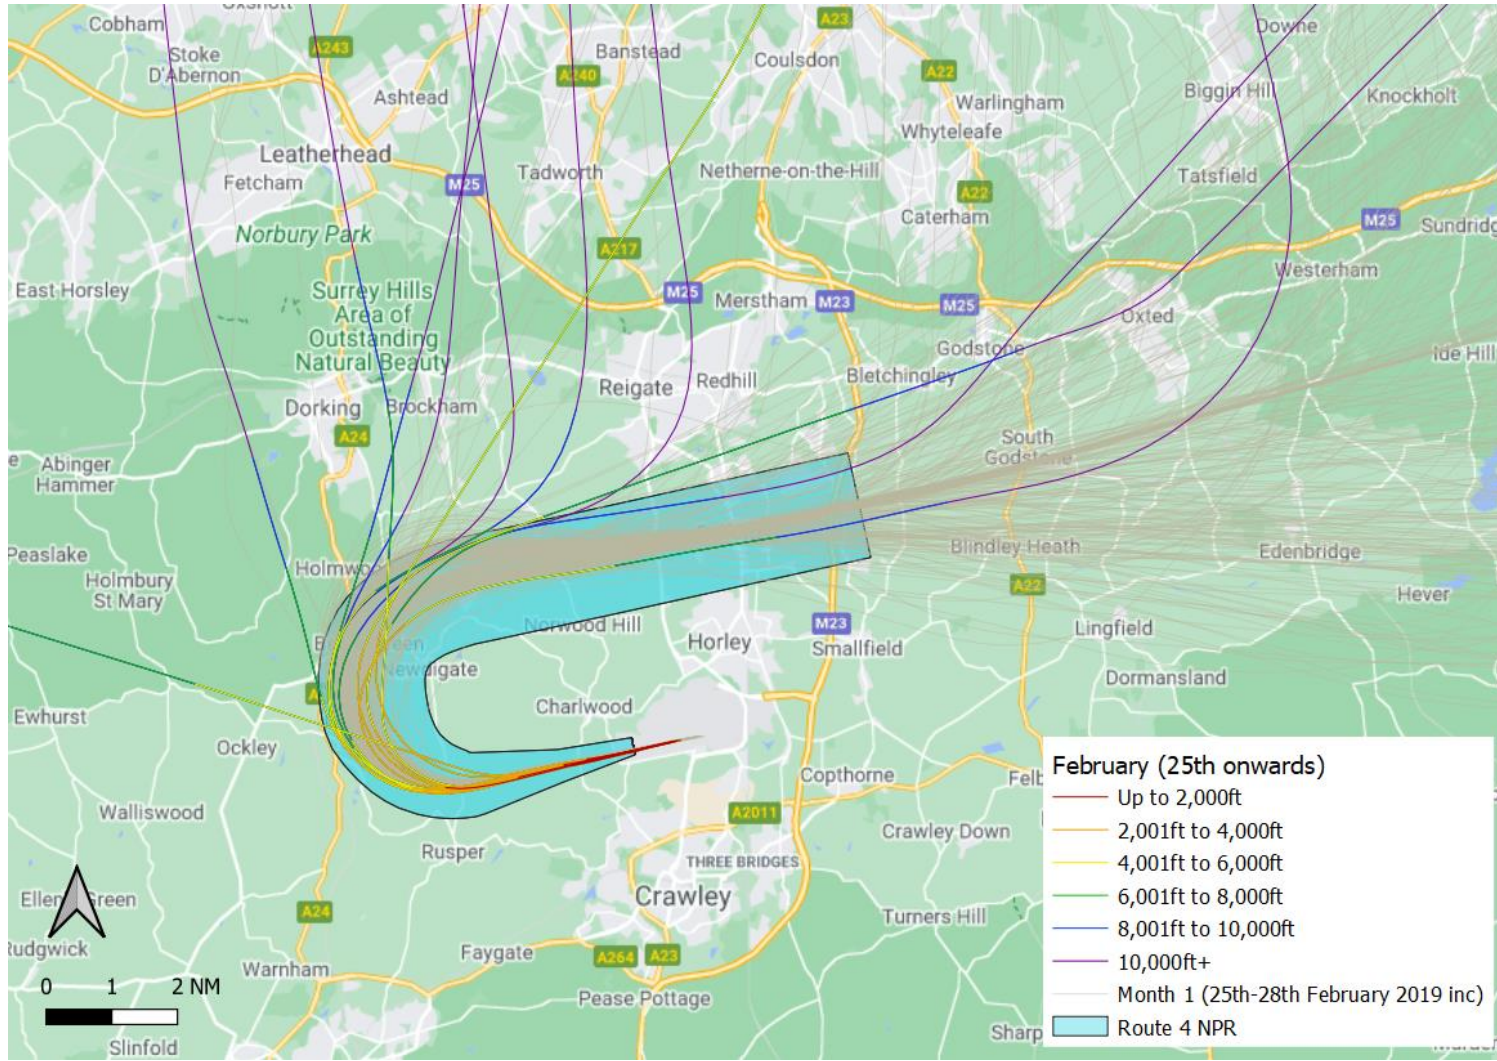 Cobham
Stoke
D'Abernon
A243
Ashtead
Banstead
A240
Coulsdon
A23
A22
Downe
Biggin Hill
Knockholt
Warlingham
Whyteleafe
Leatherhead
Fetcham
M25
Tadworth
Netherne-on-the-Hill
A22
Caterham
Tatsfield
M25
Norbury Park
A217
Westerham
East Horsley
Surrey Hills
Area of
Outstanding
Natural Beauty
M25
Merstham
M23
M25
Oxted
Godstone
Ide Hill
Reigate
Redhill
Bletchingley
Dorking
Brockham
A24
South
Godstone
Abinger
Hammer
Peaslake
Holmbury
St Mary
Blindley Heath
Edenbridge
A22
Hever
Norwood Hill
Horley
M23
Smallfield
Lingfield
Newdigate
Dormansland
Charlwood
Ewhurst
Ockley
Copthorne
Walliswood
A2011
Crawley Down
Rusper
THREE BRIDGES
Crawley
A24
Turners Hill
Faygate
A264
A23
Warnham
Pease Pottage
Slinfold
0 1 2 NM
February (25th onwards)
Up to 2,000ft
2,001ft to 4,000ft
4,001ft to 6,000ft
6,001ft to 8,000ft
8,001ft to 10,000ft
10,000ft+
Month 1 (25th-28th February 2019 inc)
Route 4 NPR